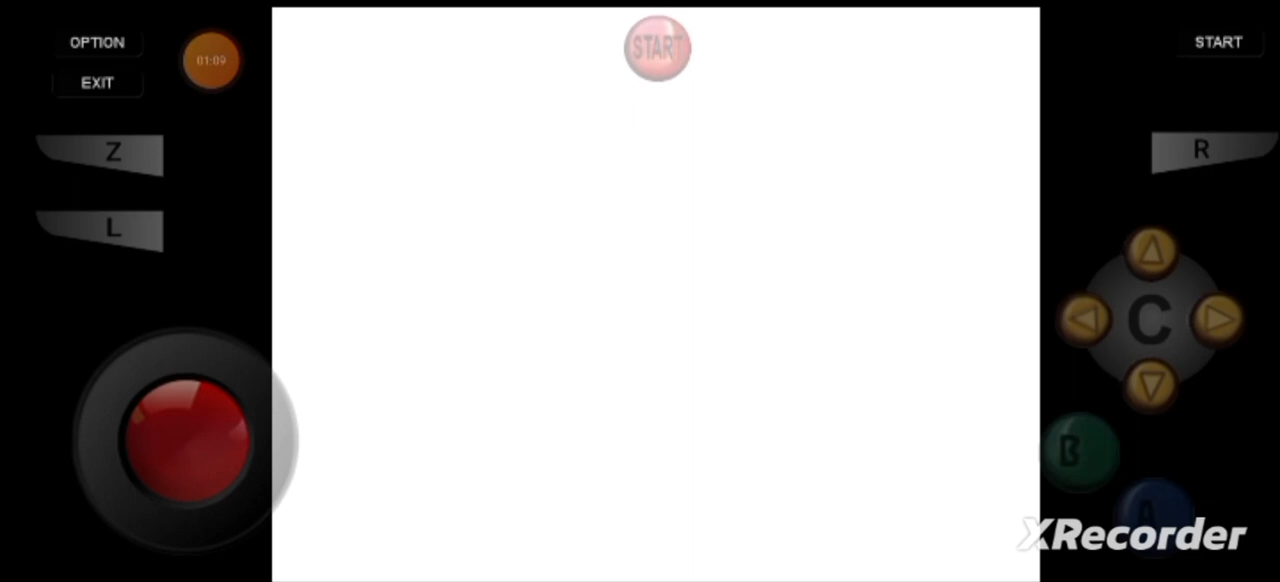 OPTION
01:09
START
START
EXIT
Z
R
L
C
B
A
XRecorder